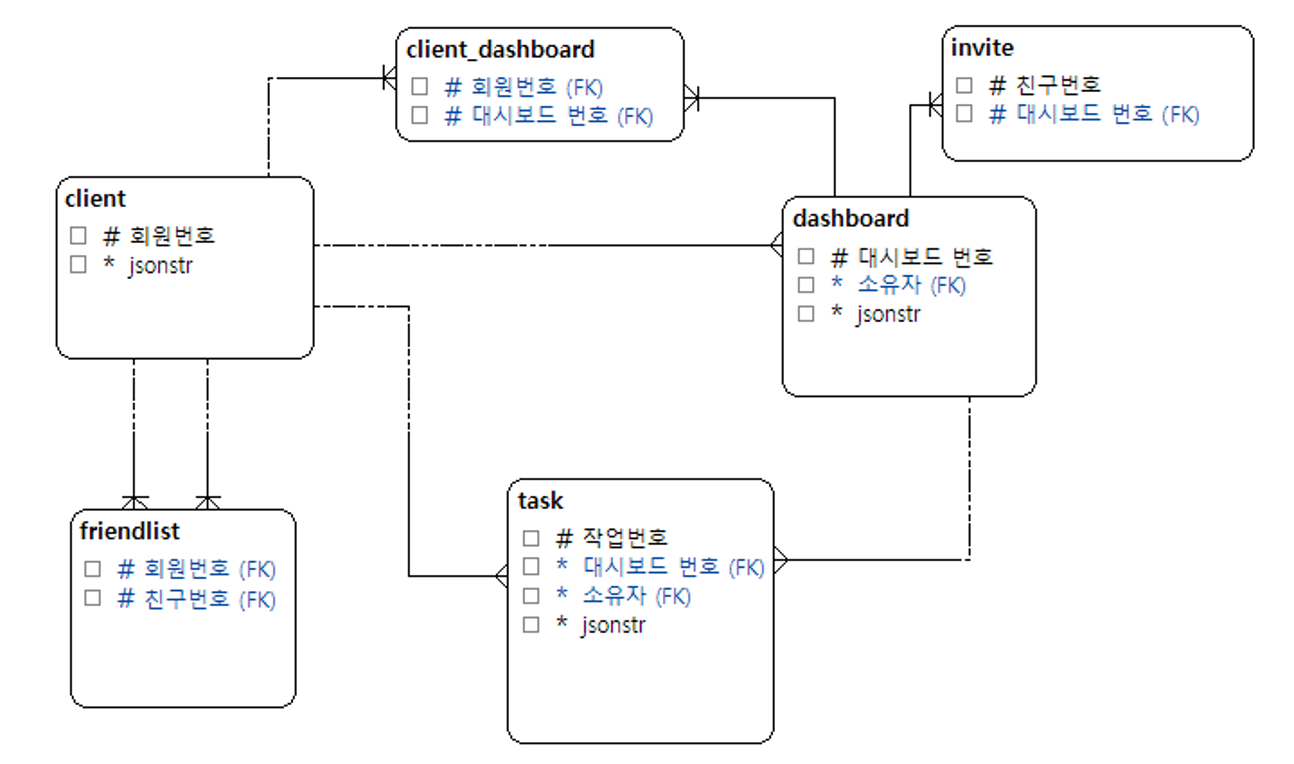 client_dashboard
# 회원번호 (FK)
# 대시보드 번호 (FK)
invite
# 친구번호
# 대시보드 번호 (FK)
client
# 회원번호
* jsonstr
dashboard
# 대시보드 번호
* 소유자 (FK)
* jsonstr
friendlist
# 회원번호 (FK)
# 친구번호 (FK)
task
# 작업번호
* 대시보드 번호 (FK)
* 소유자 (FK)
* jsonstr